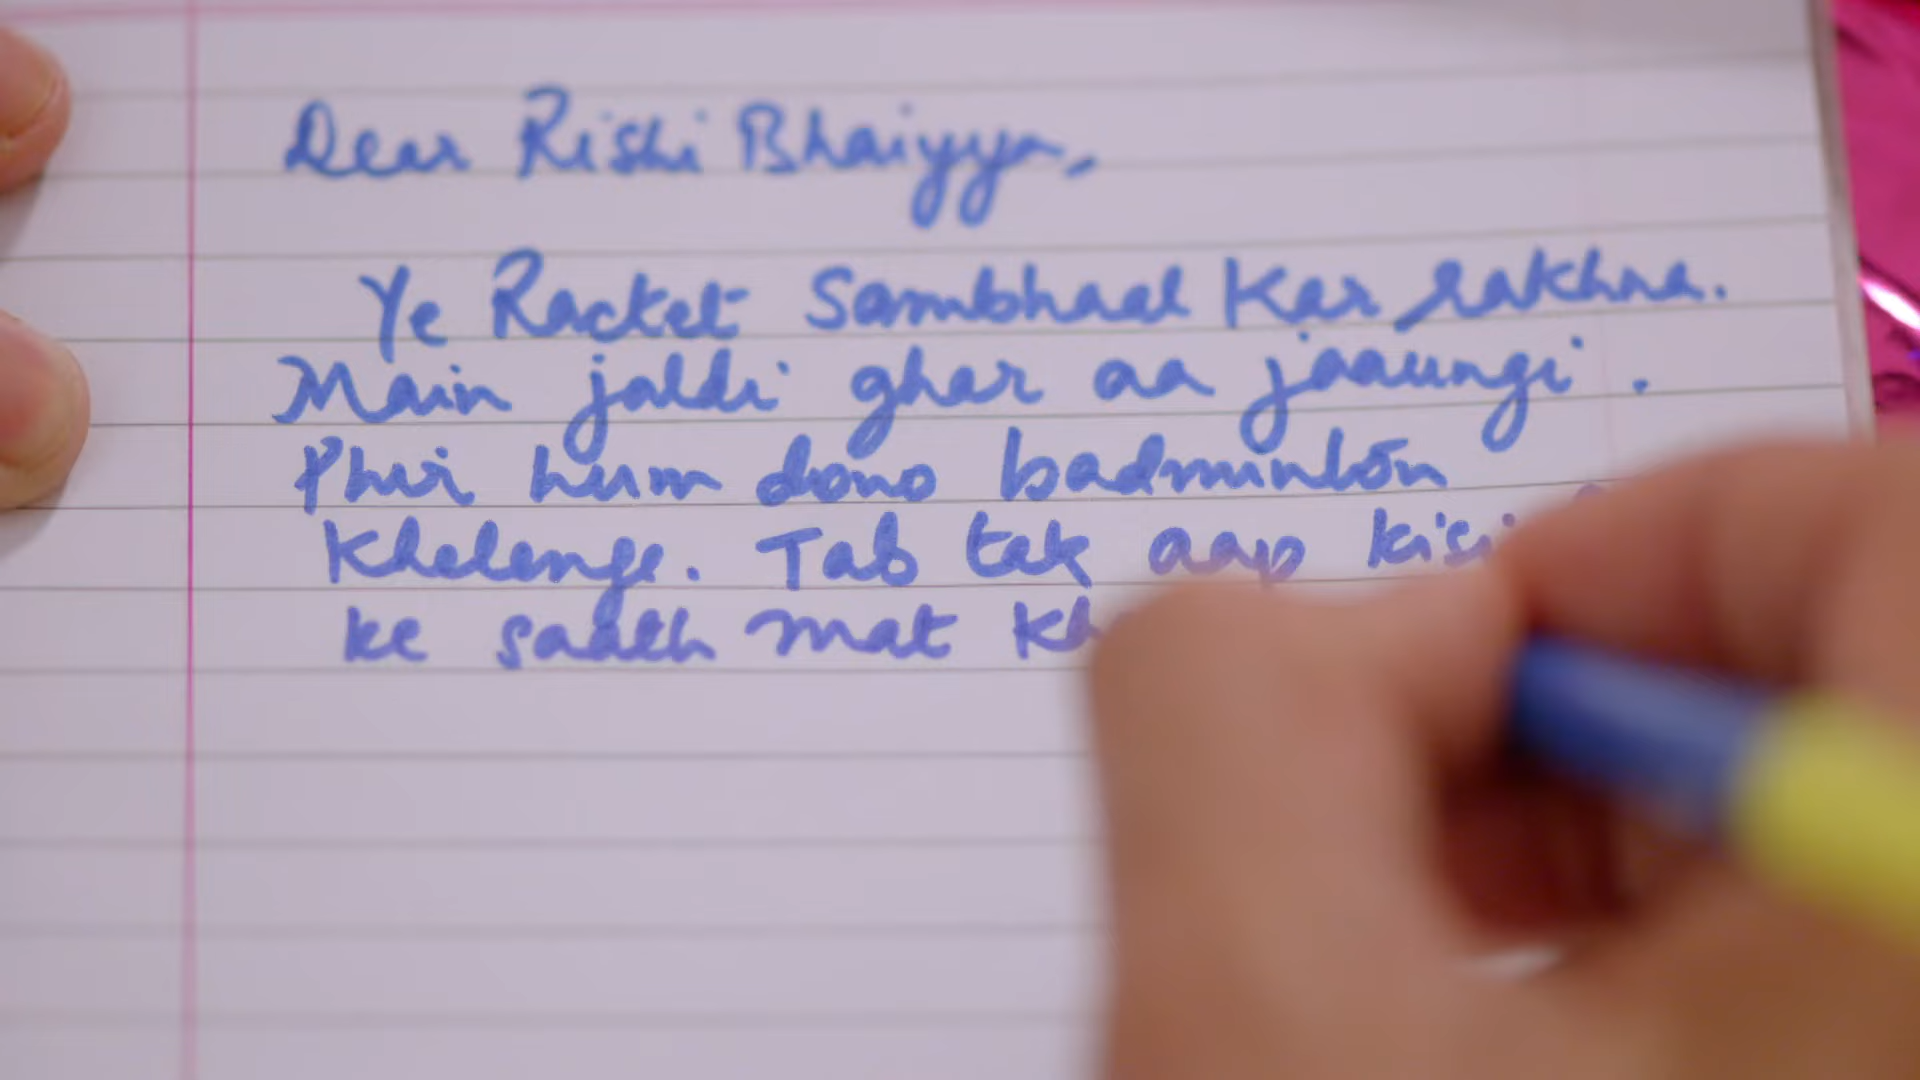 Dear Rishi Bhaiyya,
Ye Racket Sambhaal Kar rakhna.
Main jaldi ghar aa jaaungi.
Phir hum dono badminton
Khelenge. Tab tak aap kisi
ke saath mat